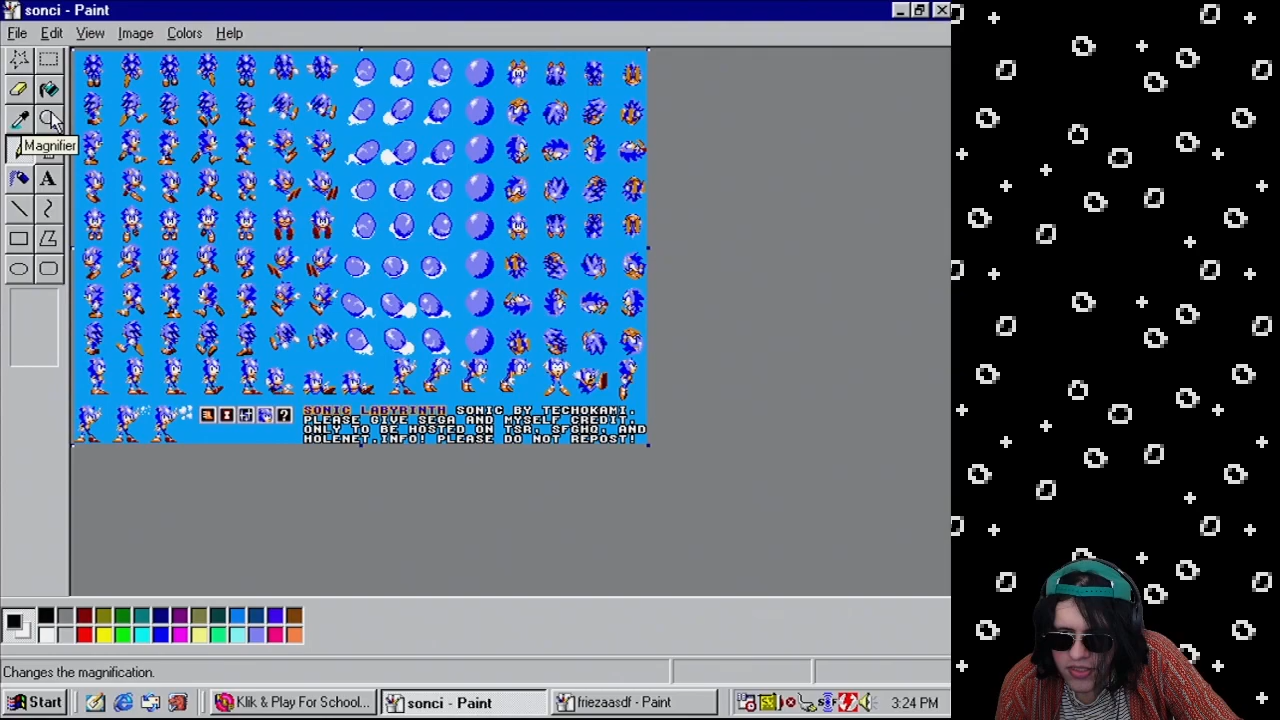 sonci - Paint
File Edit View Image Colors Help
Magnifier
A
?
SONIC LABYRINTH SONIC BY TECHOKAMI.
PLEASE GIVE SEGA AND MYSELF CREDIT.
ONLY TO BE HOSTED ON TSR, SFGHQ, AND
HOLENET.INFO! PLEASE DO NOT REPOST!
Changes the magnification.
Start Klik & Play For School... sonci - Paint friezaasdf - Paint 3:24 PM